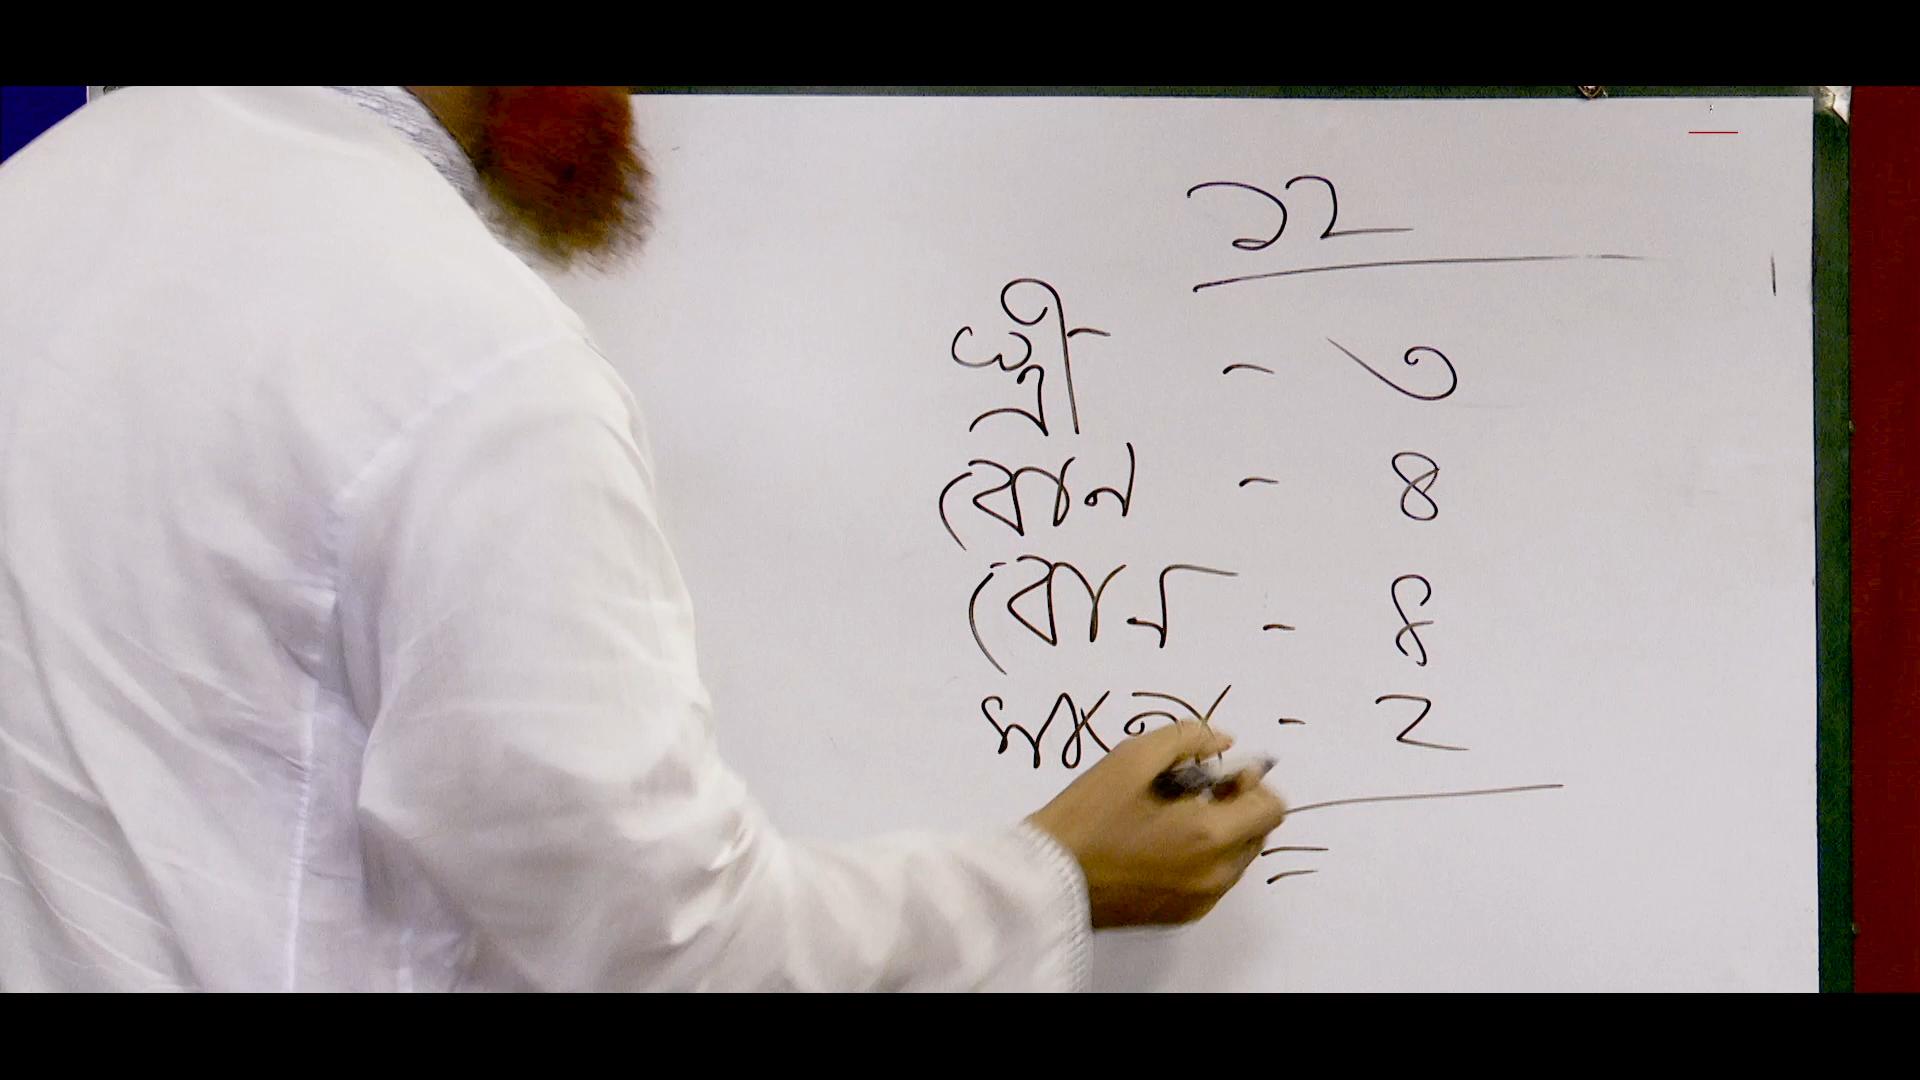 ১২
স্ত্রী - ৩
বোন - ৪
বোন - ৪
- ২
=